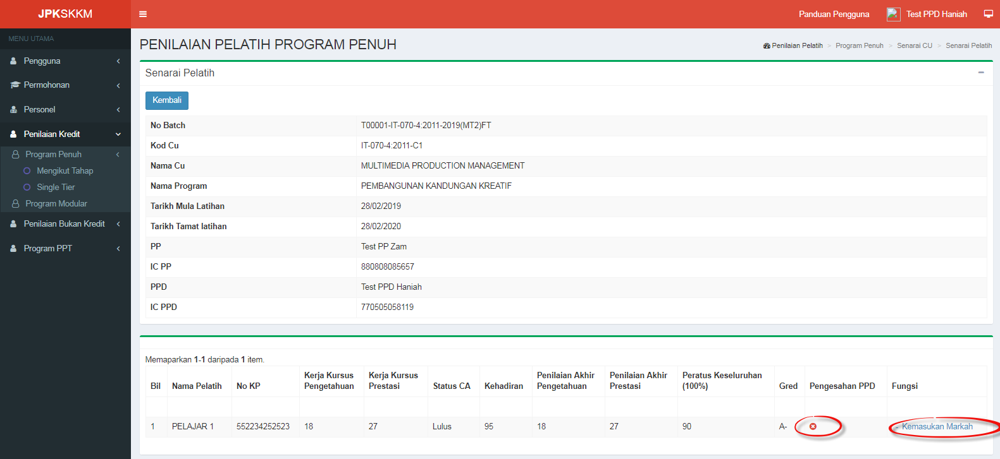 JPKSKKM
Panduan Pengguna
Test PPD Haniah
MENU UTAMA
Pengguna
Permohonan
Personel
Penilaian Kredit
Program Penuh
Mengikut Tahap
Single Tier
Program Modular
Penilaian Bukan Kredit
Program PPT
PENILAIAN PELATIH PROGRAM PENUH
Penilaian Pelatih > Program Penuh > Senarai CU > Senarai Pelatih
Senarai Pelatih
Kembali
No Batch T00001-IT-070-4:2011-2019(MT2)FT
Kod Cu IT-070-4:2011-C1
Nama Cu MULTIMEDIA PRODUCTION MANAGEMENT
Nama Program PEMBANGUNAN KANDUNGAN KREATIF
Tarikh Mula Latihan 28/02/2019
Tarikh Tamat latihan 28/02/2020
PP Test PP Zam
IC PP 880808085657
PPD Test PPD Haniah
IC PPD 770505058119
Memaparkan 1-1 daripada 1 item.
Bil Nama Pelatih No KP Kerja Kursus Pengetahuan Kerja Kursus Prestasi Status CA Kehadiran Penilaian Akhir Pengetahuan Penilaian Akhir Prestasi Peratus Keseluruhan (100%) Gred Pengesahan PPD Fungsi
1 PELAJAR 1 552234252523 18 27 Lulus 95 18 27 90 A- - Kemasukan Markah